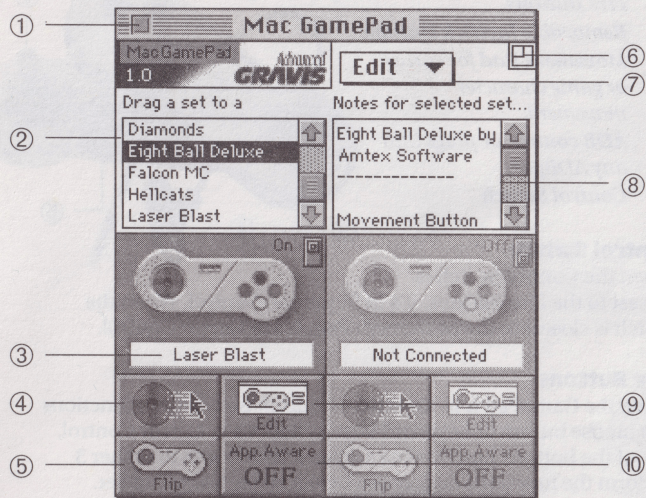 ① Mac GamePad
MacGamePad
1.0
Advanced
GRAVIS
Edit
⑥
⑦
Drag a set to a
② Diamonds
Eight Ball Deluxe
Falcon MC
Hellcats
Laser Blast
Notes for selected set...
Eight Ball Deluxe by
Amtex Software
------------
Movement Button
⑧
On
Off
③ Laser Blast
Not Connected
④ Edit
Edit
⑨
⑤ Flip
App.Aware
OFF
Flip
App.Aware
OFF
⑩